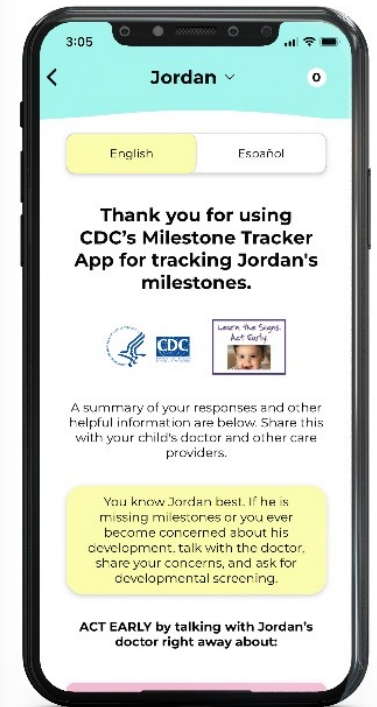 3:05
Jordan
0
English
Español
Thank you for using
CDC's Milestone Tracker
App for tracking Jordan's
milestones.
CDC
Learn the Signs.
Act Early.
A summary of your responses and other
helpful information are below. Share this
with your child's doctor and other care
providers.
You know Jordan best. If he is
missing milestones or you ever
become concerned about his
development, talk with the doctor,
share your concerns, and ask for
developmental screening.
ACT EARLY by talking with Jordan's
doctor right away about: